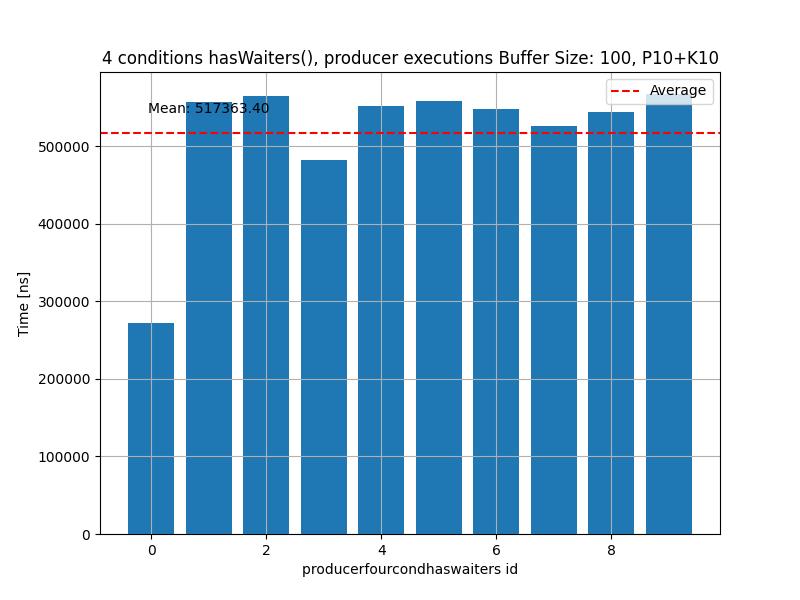 4 conditions hasWaiters(), producer executions Buffer Size: 100, P10+K10
Average
Mean: 517363.40
500000
400000
300000
200000
100000
0
Time [ns]
0 2 4 6 8
producerfourcondhaswaiters id